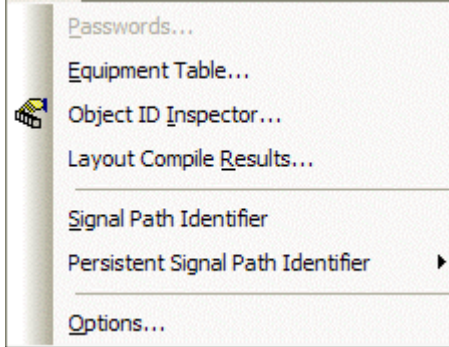 Passwords...
Equipment Table...
Object ID Inspector...
Layout Compile Results...
Signal Path Identifier
Persistent Signal Path Identifier
Options...